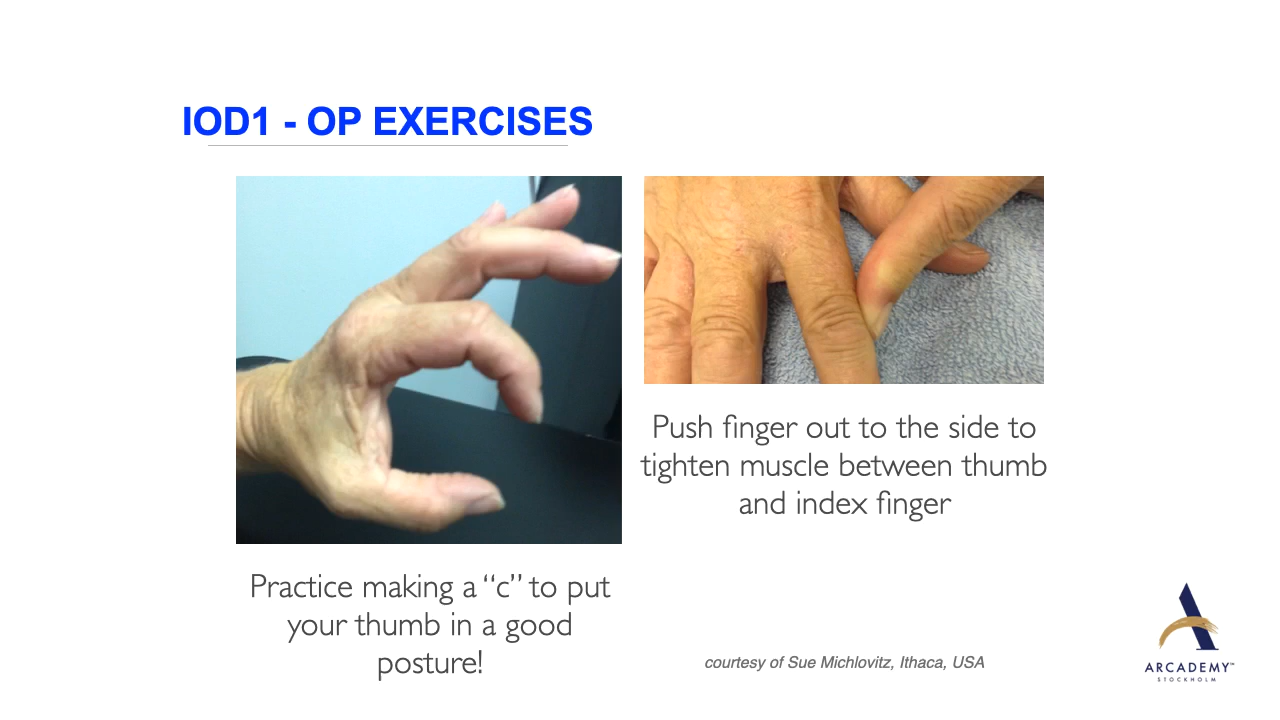 IOD1 - OP EXERCISES
Push finger out to the side to
tighten muscle between thumb
and index finger
Practice making a “c” to put
your thumb in a good
posture!
courtesy of Sue Michlovitz, Ithaca, USA
ARCADEMY™
STOCKHOLM